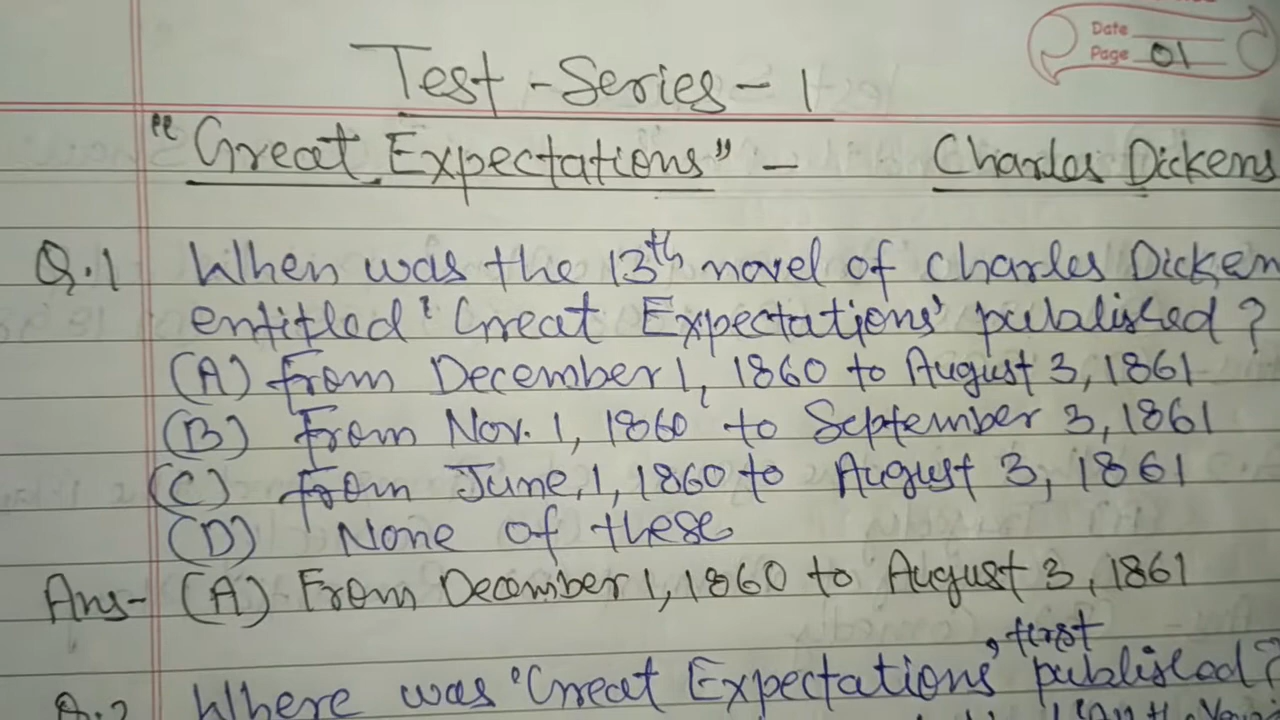 Date
Page 01
Test - Series - 1
"Great Expectations" - Charles Dickens
Q.1 When was the 13th novel of Charles Dicken
entitled 'Great Expectations' published?
(A) From December 1, 1860 to August 3, 1861
(B) From Nov. 1, 1860 to September 3, 1861
(C) From June, 1, 1860 to August 3, 1861
(D) None of these
Ans- (A) From December 1, 1860 to August 3, 1861
first
Q.2 Where was 'Great Expectations' published?